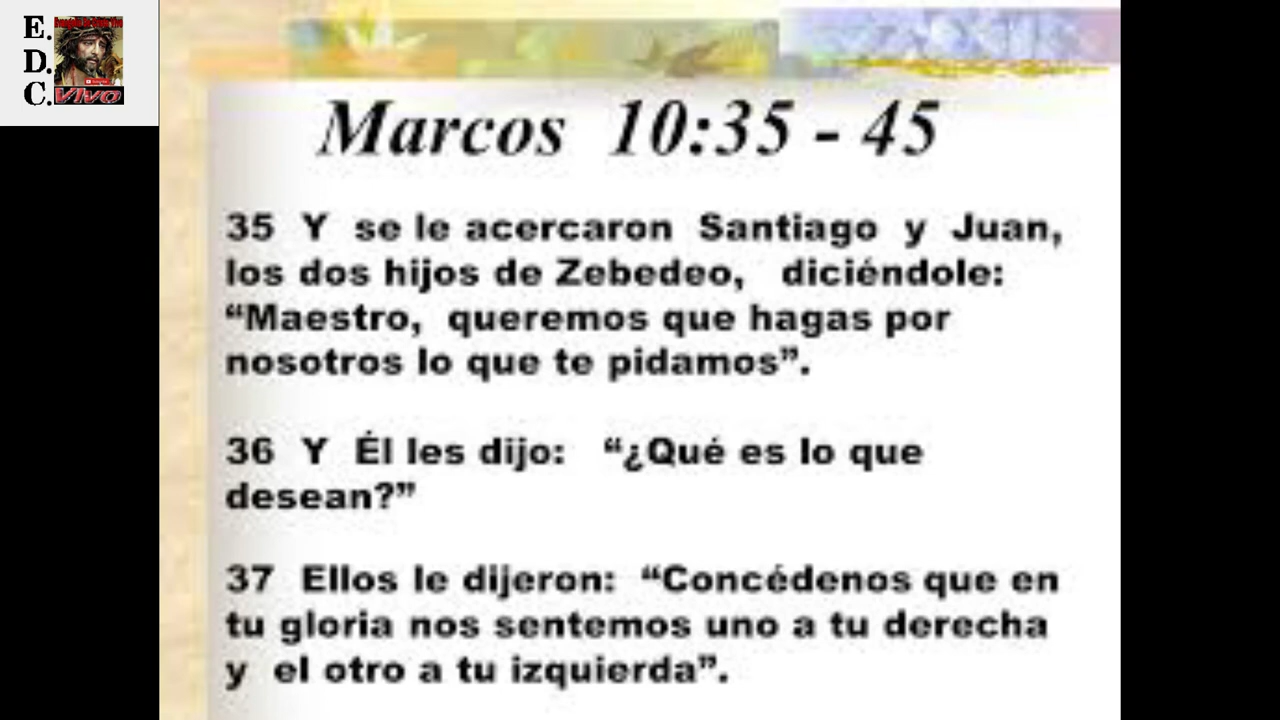 E.
D.
C.
Vivo
Marcos 10:35 - 45
35 Y se le acercaron Santiago y Juan,
los dos hijos de Zebedeo, diciéndole:
“Maestro, queremos que hagas por
nosotros lo que te pidamos”.
36 Y Él les dijo: “¿Qué es lo que
desean?”
37 Ellos le dijeron: “Concédenos que en
tu gloria nos sentemos uno a tu derecha
y el otro a tu izquierda”.